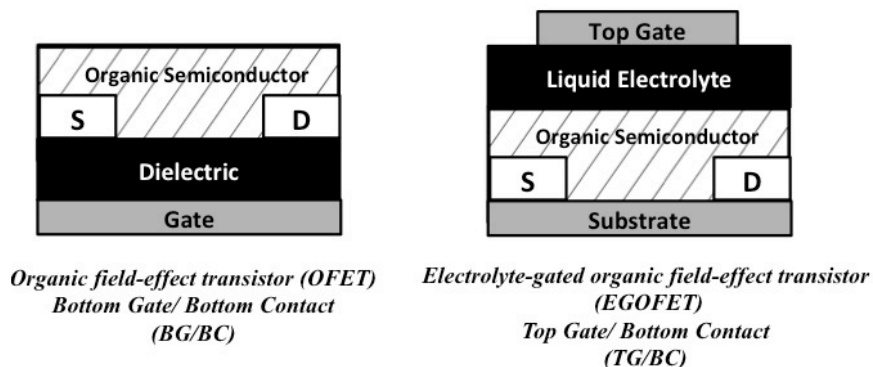 Organic Semiconductor
S
D
Dielectric
Gate
Organic field-effect transistor (OFET)
Bottom Gate/ Bottom Contact
(BG/BC)
Top Gate
Liquid Electrolyte
Organic Semiconductor
S
D
Substrate
Electrolyte-gated organic field-effect transistor
(EGOFET)
Top Gate/ Bottom Contact
(TG/BC)